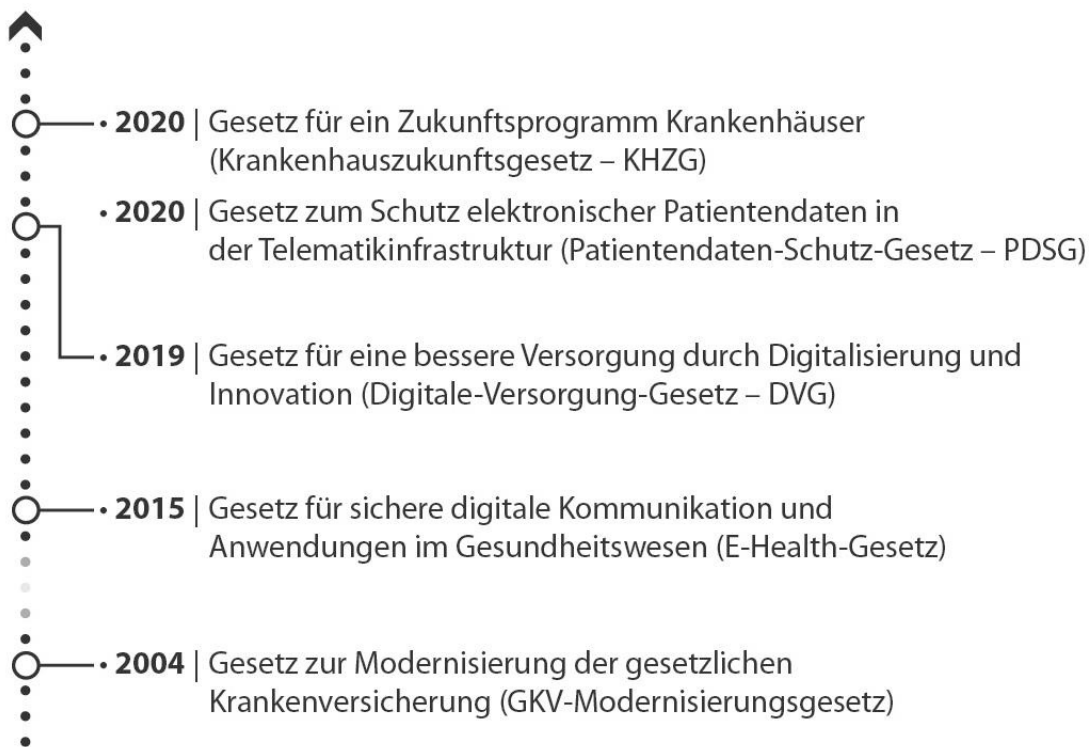 • 2020 | Gesetz für ein Zukunftsprogramm Krankenhäuser
(Krankenhauszukunftsgesetz – KHZG)
• 2020 | Gesetz zum Schutz elektronischer Patientendaten in
der Telematikinfrastruktur (Patientendaten-Schutz-Gesetz – PDSG)
• 2019 | Gesetz für eine bessere Versorgung durch Digitalisierung und
Innovation (Digitale-Versorgung-Gesetz – DVG)
• 2015 | Gesetz für sichere digitale Kommunikation und
Anwendungen im Gesundheitswesen (E-Health-Gesetz)
• 2004 | Gesetz zur Modernisierung der gesetzlichen
Krankenversicherung (GKV-Modernisierungsgesetz)